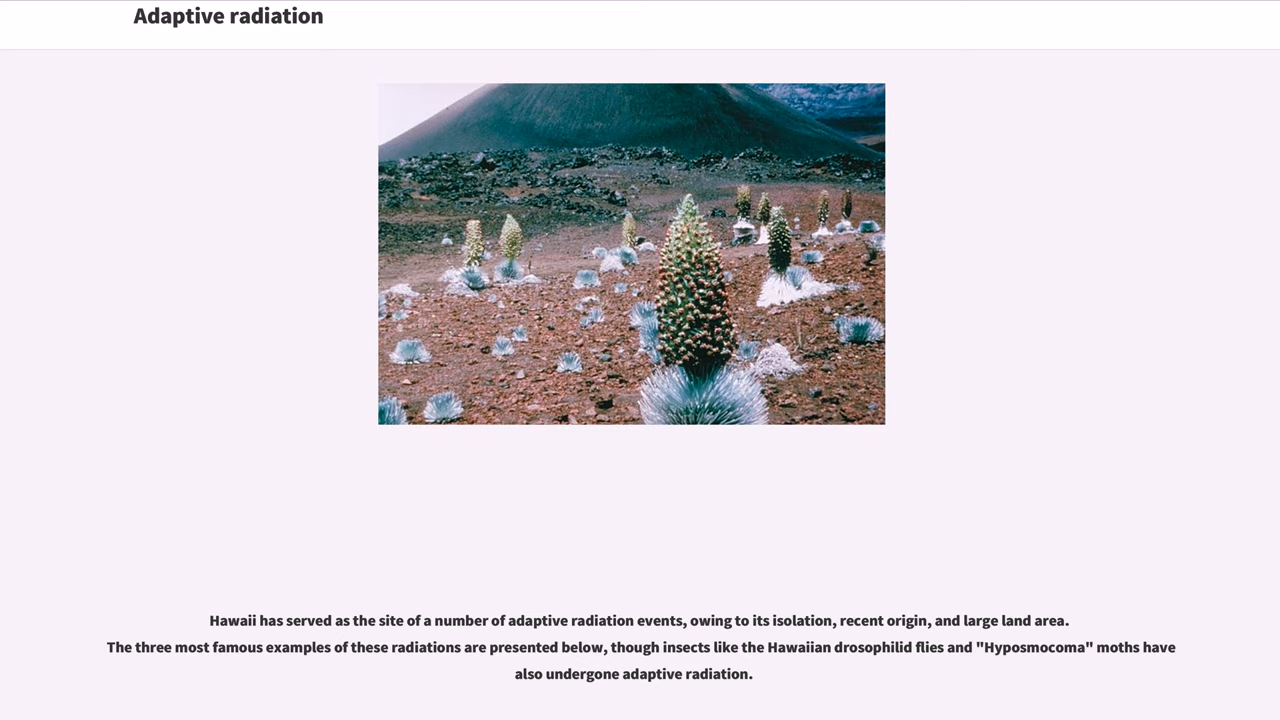 Adaptive radiation
Hawaii has served as the site of a number of adaptive radiation events, owing to its isolation, recent origin, and large land area.
The three most famous examples of these radiations are presented below, though insects like the Hawaiian drosophilid flies and "Hyposmocoma" moths have
also undergone adaptive radiation.